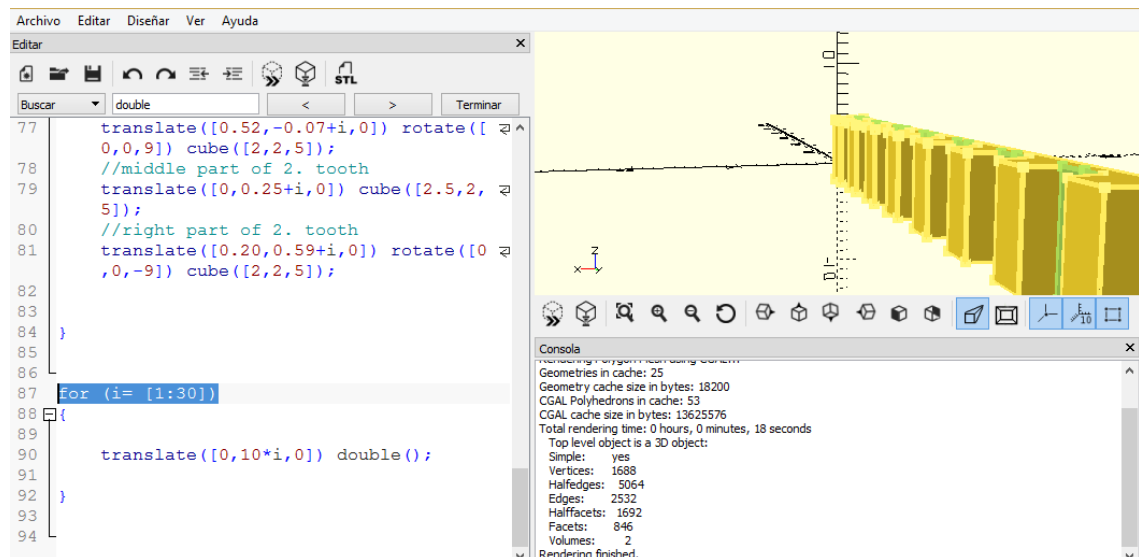 Archivo Editar Diseñar Ver Ayuda
Editar
STL
Buscar double < > Terminar
77 translate([0.52,-0.07+i,0]) rotate([
0,0,9]) cube([2,2,5]);
78 //middle part of 2. tooth
79 translate([0,0.25+i,0]) cube([2.5,2,
5]);
80 //right part of 2. tooth
81 translate([0.20,0.59+i,0]) rotate([0
,0,-9]) cube([2,2,5]);
82
83
84 }
85
86
87 for (i= [1:30])
88 {
89
90 translate([0,10*i,0]) double();
91
92 }
93
94
Z
10
Consola
Geometries in cache: 25
Geometry cache size in bytes: 18200
CGAL Polyhedrons in cache: 53
CGAL cache size in bytes: 13625576
Total rendering time: 0 hours, 0 minutes, 18 seconds
Top level object is a 3D object:
Simple: yes
Vertices: 1688
Halfedges: 5064
Edges: 2532
Halffacets: 1692
Facets: 846
Volumes: 2
Rendering finished.